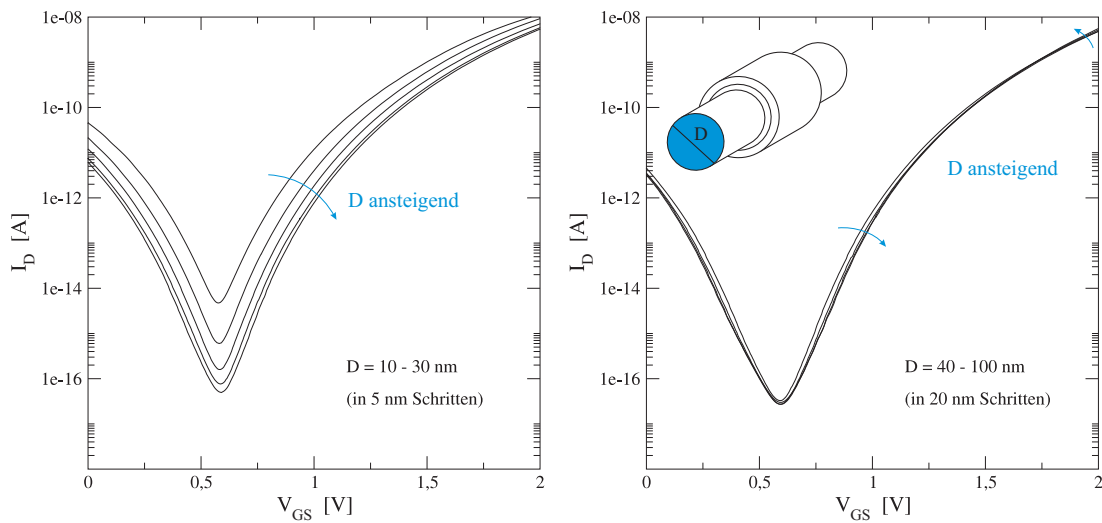 1e-08
1e-10
1e-12
1e-14
1e-16
I_D [A]
0
0,5
1
1,5
2
V_GS [V]
D ansteigend
D = 10 - 30 nm
(in 5 nm Schritten)
1e-08
1e-10
1e-12
1e-14
1e-16
I_D [A]
0
0,5
1
1,5
2
V_GS [V]
D
D ansteigend
D = 40 - 100 nm
(in 20 nm Schritten)